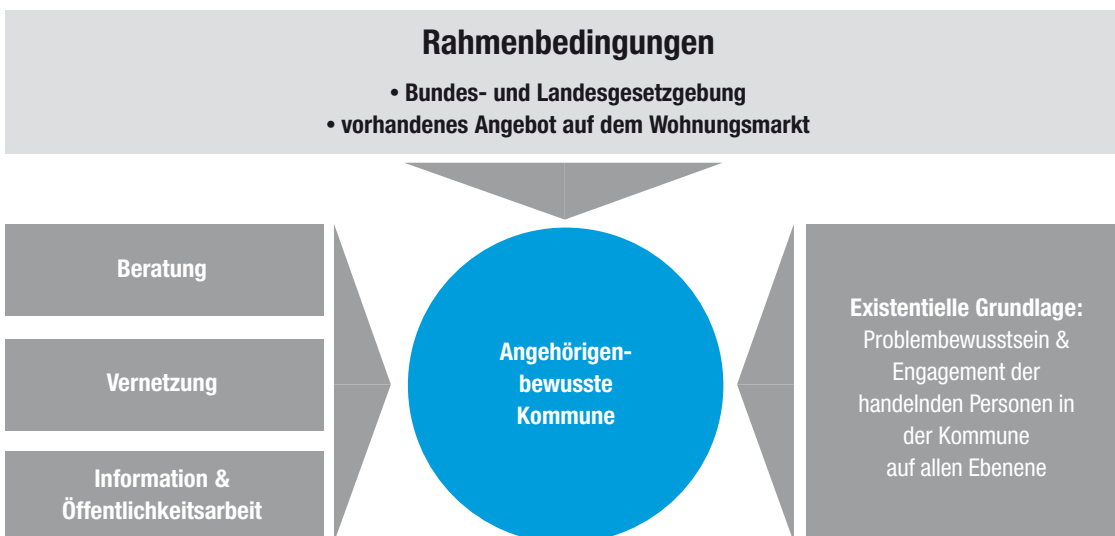 Rahmenbedingungen
• Bundes- und Landesgesetzgebung
• vorhandenes Angebot auf dem Wohnungsmarkt
Beratung
Vernetzung
Information &
Öffentlichkeitsarbeit
Angehörigen-
bewusste
Kommune
Existentielle Grundlage:
Problembewusstsein &
Engagement der
handelnden Personen in
der Kommune
auf allen Ebenene